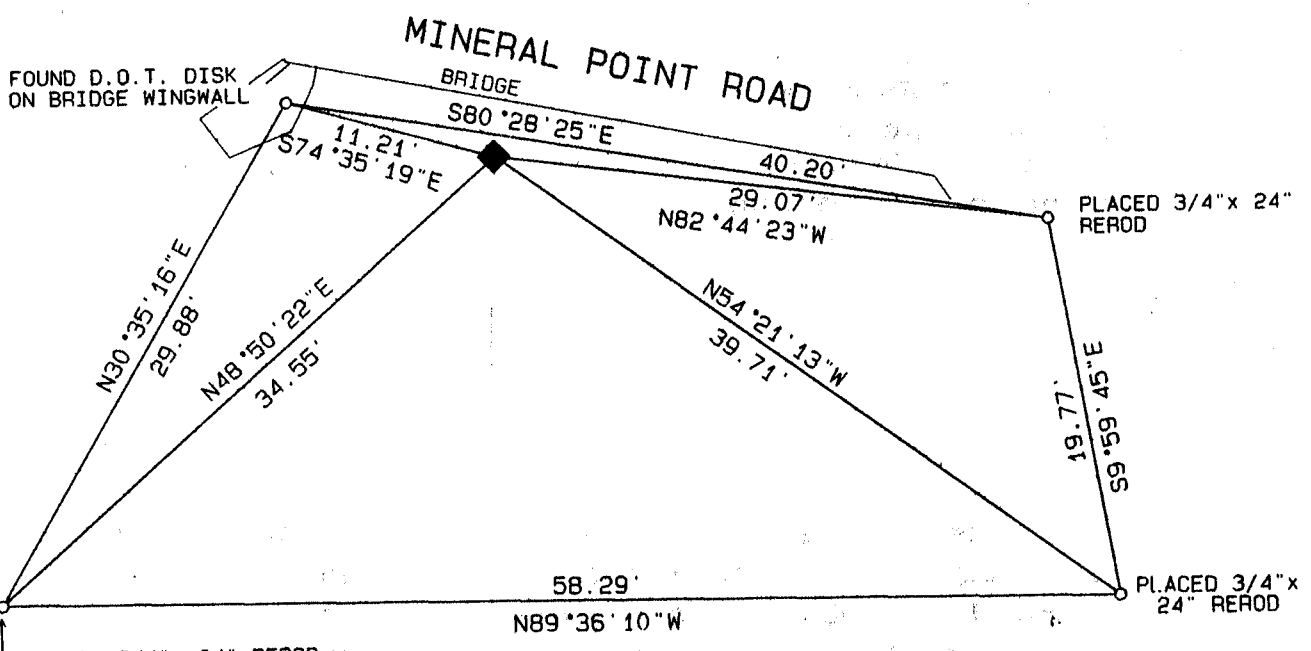 MINERAL POINT ROAD
FOUND D.O.T. DISK
ON BRIDGE WINGWALL
BRIDGE
S80°28'25"E
40.20'
11.21'
S74°35'19"E
29.07'
N82°44'23"W
PLACED 3/4"x 24"
REROD
N30°35'16"E
29.88'
N48°50'22"E
34.55'
N54°21'13"W
39.71'
19.77'
S9°59'45"E
58.29'
N89°36'10"W
PLACED 3/4"x
24" REROD